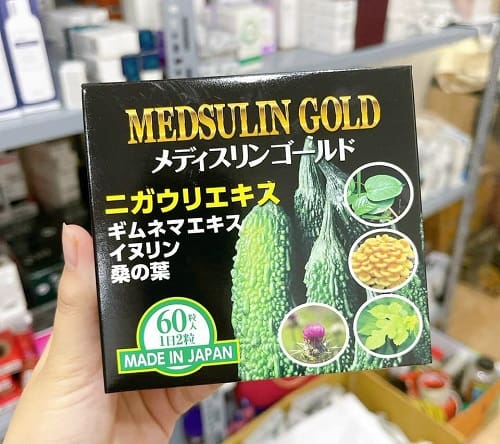 MEDSULIN GOLD
メディスリンゴールド
ニガウリエキス
ギムネマエキス
イヌリン
桑の葉
60粒入
1日2粒
MADE IN JAPAN